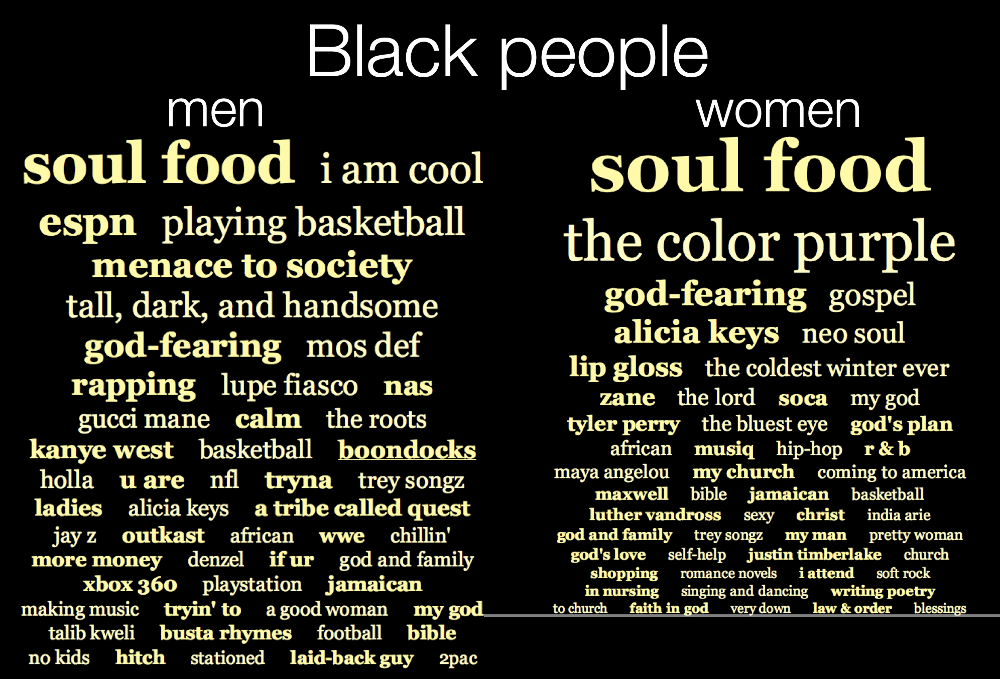 Black people
men
soul food i am cool
espn playing basketball
menace to society
tall, dark, and handsome
god-fearing mos def
rapping lupe fiasco nas
gucci mane calm the roots
kanye west basketball boondocks
holla u are nfl tryna trey songz
ladies alicia keys a tribe called quest
jay z outkast african wwe chillin'
more money denzel if ur god and family
xbox 360 playstation jamaican
making music tryin' to a good woman my god
talib kweli busta rhymes football bible
no kids hitch stationed laid-back guy 2pac
women
soul food
the color purple
god-fearing gospel
alicia keys neo soul
lip gloss the coldest winter ever
zane the lord soca my god
tyler perry the bluest eye god's plan
african musiq hip-hop r & b
maya angelou my church coming to america
maxwell bible jamaican basketball
luther vandross sexy christ india arie
god and family trey songz my man pretty woman
god's love self-help justin timberlake church
shopping romance novels i attend soft rock
in nursing singing and dancing writing poetry
to church faith in god very down law & order blessings